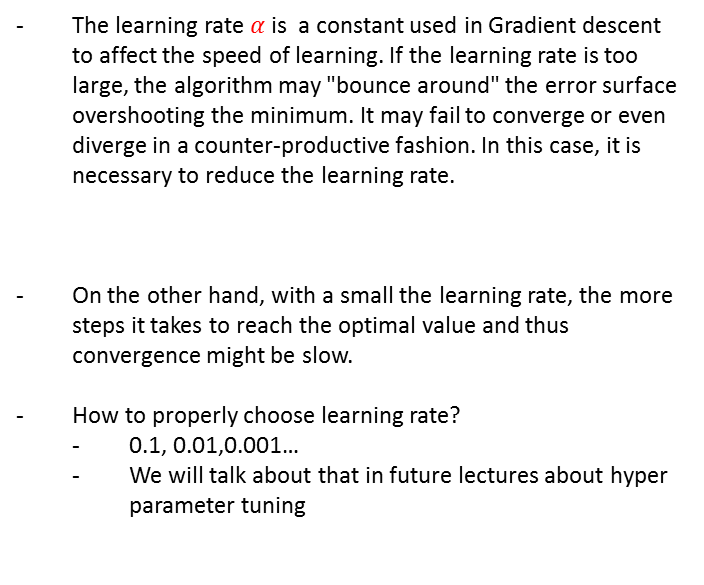 - The learning rate α is a constant used in Gradient descent
to affect the speed of learning. If the learning rate is too
large, the algorithm may "bounce around" the error surface
overshooting the minimum. It may fail to converge or even
diverge in a counter-productive fashion. In this case, it is
necessary to reduce the learning rate.
- On the other hand, with a small the learning rate, the more
steps it takes to reach the optimal value and thus
convergence might be slow.
- How to properly choose learning rate?
- 0.1, 0.01,0.001...
- We will talk about that in future lectures about hyper
parameter tuning